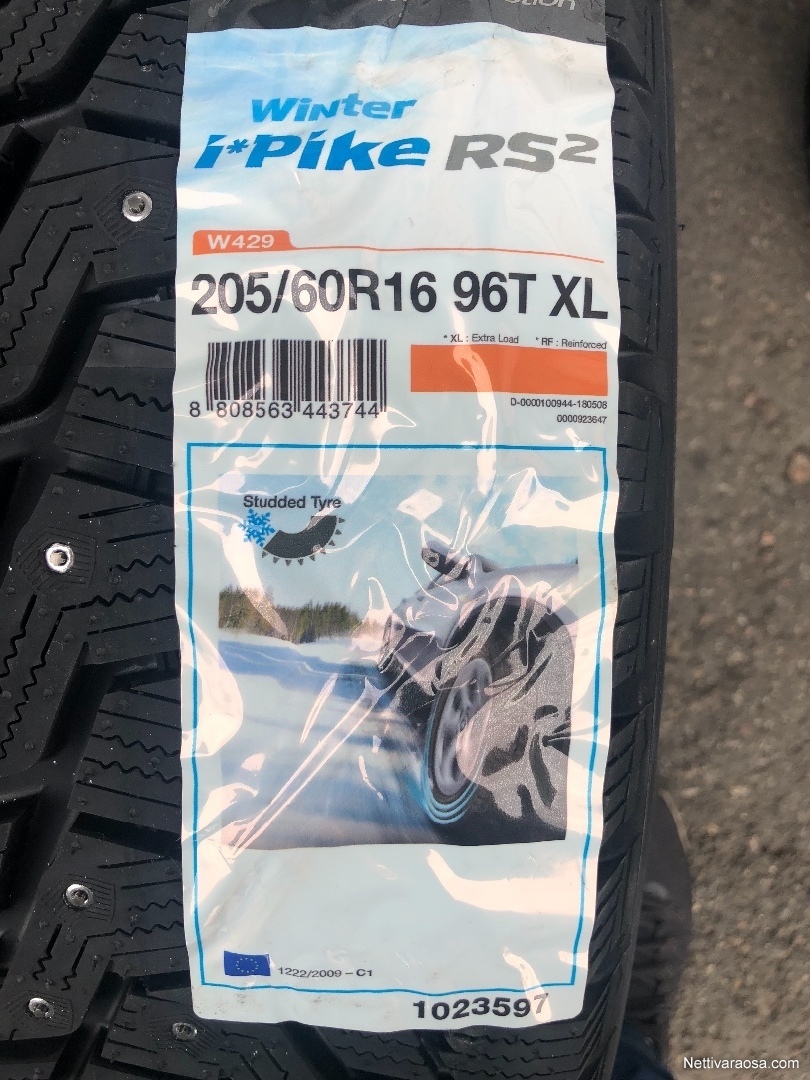 Winter
i*Pike RS2
W429
205/60R16 96T XL
* XL : Extra Load * RF : Reinforced
8 808563 443744
D-0000100944-180508
0000923647
Studded Tyre
1222/2009 – C1
1023597
Nettivaraosa.com